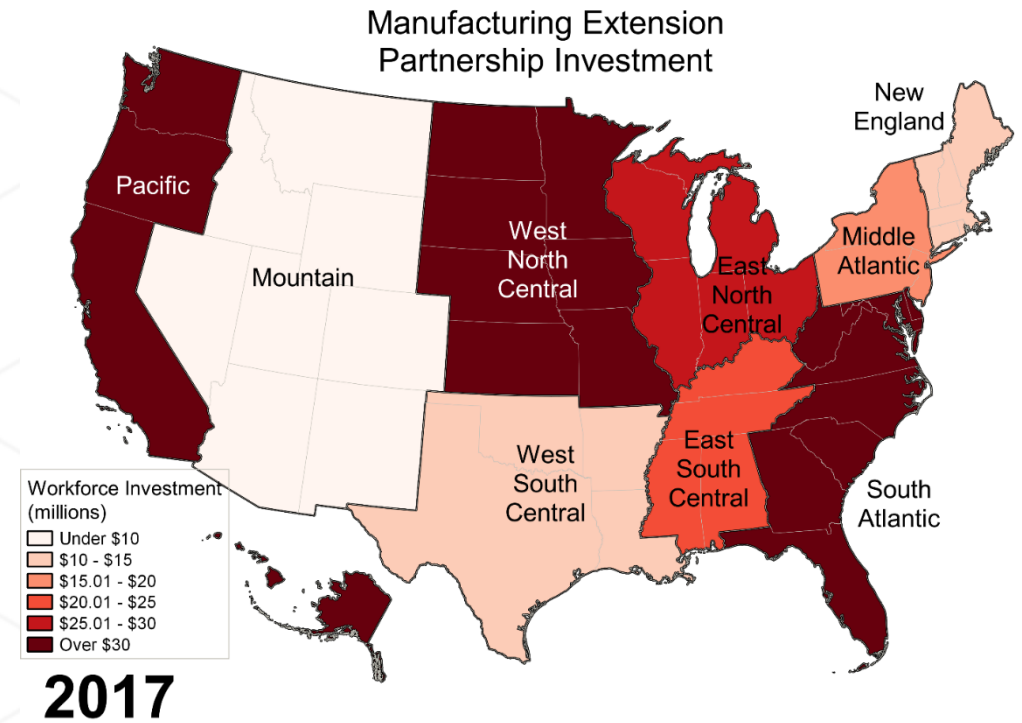 Manufacturing Extension
Partnership Investment
New
England
Pacific
West
North
Central
Middle
Atlantic
Mountain
East
North
Central
West
South
Central
East
South
Central
South
Atlantic
Workforce Investment
(millions)
Under $10
$10 - $15
$15.01 - $20
$20.01 - $25
$25.01 - $30
Over $30
2017